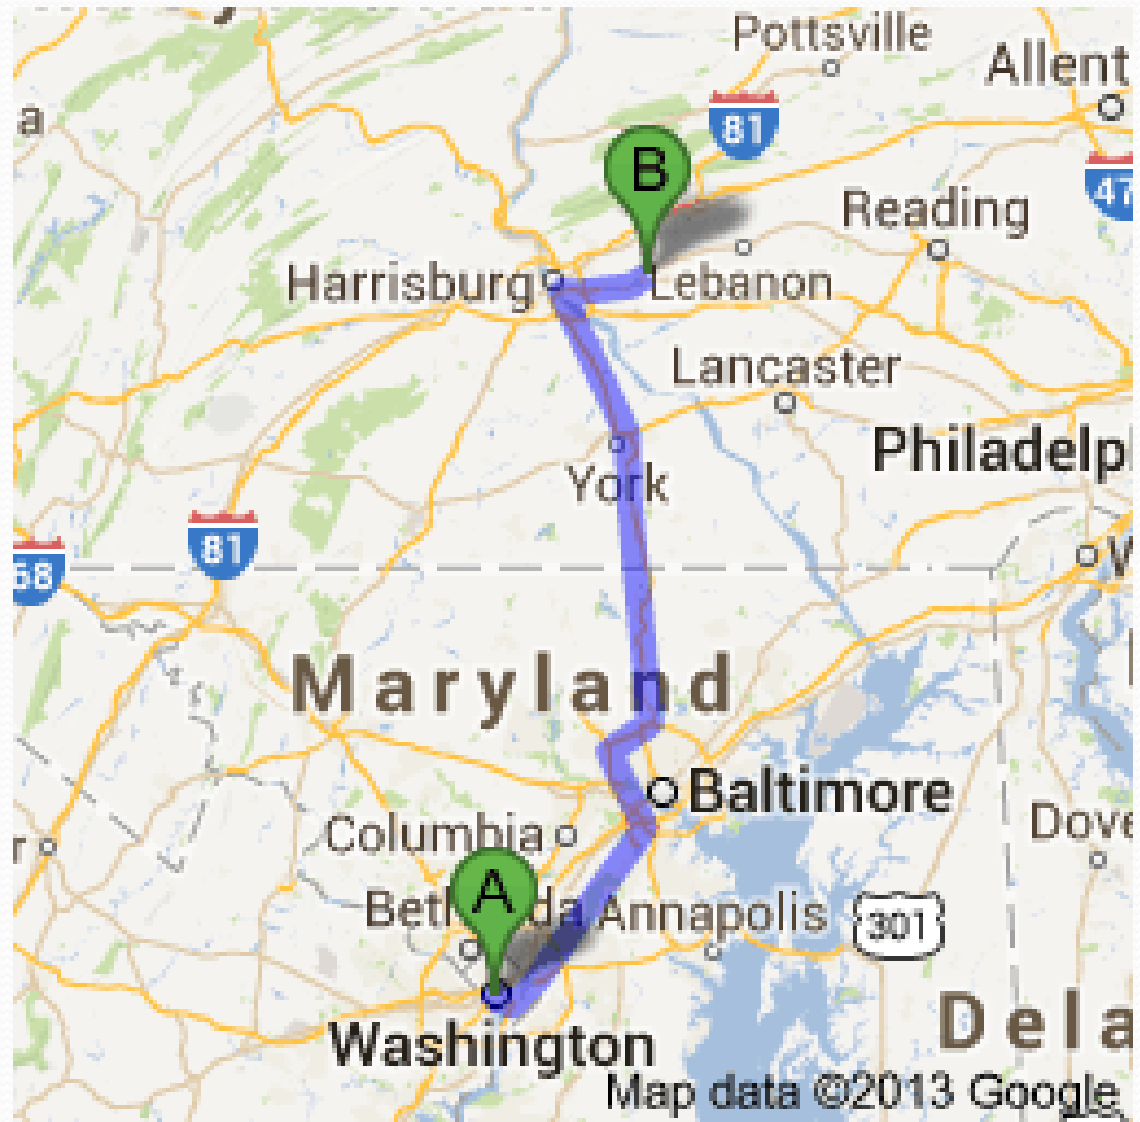 Pottsville
Allent
a
81
B
47
Reading
Harrisburg
Lebanon
Lancaster
Philadelp
York
81
68
Maryland
Baltimore
Columbia
Dove
r
A
Annapolis
301
Washington
Dela
Map data ©2013 Google